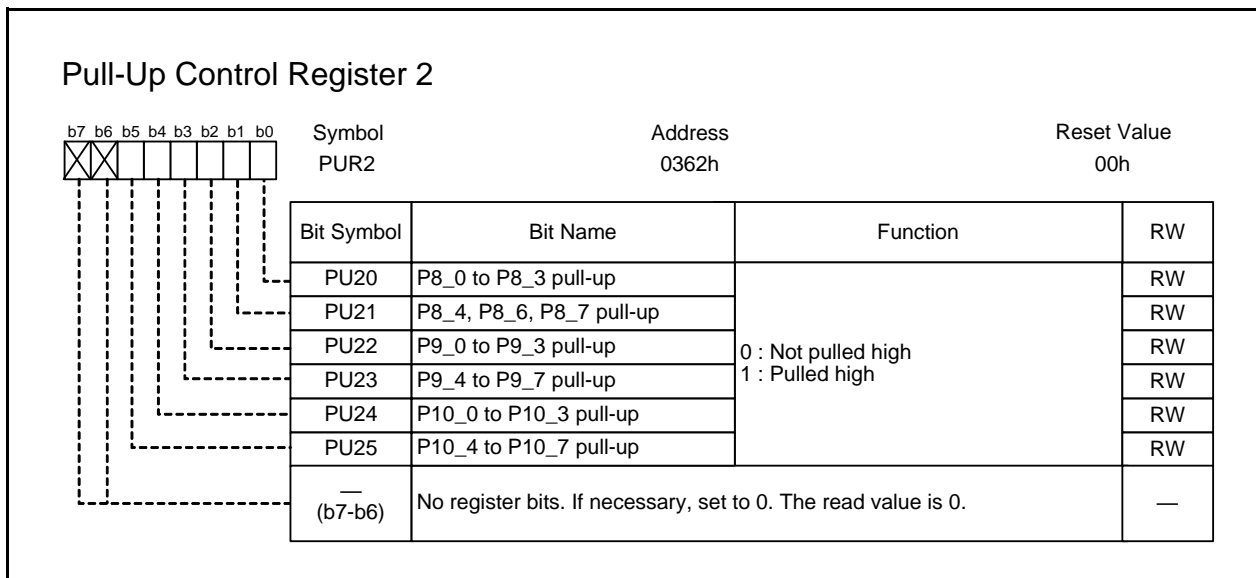 Pull-Up Control Register 2
b7 b6 b5 b4 b3 b2 b1 b0 Symbol Address Reset Value
PUR2 0362h 00h
Bit Symbol Bit Name Function RW
PU20 P8_0 to P8_3 pull-up RW
PU21 P8_4, P8_6, P8_7 pull-up RW
PU22 P9_0 to P9_3 pull-up 0 : Not pulled high RW
PU23 P9_4 to P9_7 pull-up 1 : Pulled high RW
PU24 P10_0 to P10_3 pull-up RW
PU25 P10_4 to P10_7 pull-up RW
—
(b7-b6) No register bits. If necessary, set to 0. The read value is 0. —